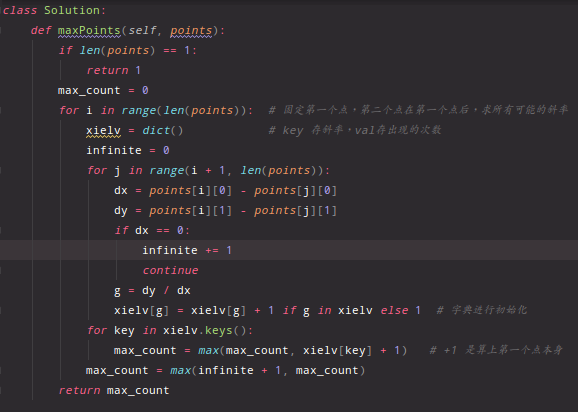 class Solution:
    def maxPoints(self, points):
        if len(points) == 1:
            return 1
        max_count = 0
        for i in range(len(points)):  # 固定第一个点，第二个点在第一个点后，求所有可能的斜率
            xielv = dict()            # key 存斜率，val存出现的次数
            infinite = 0
            for j in range(i + 1, len(points)):
                dx = points[i][0] - points[j][0]
                dy = points[i][1] - points[j][1]
                if dx == 0:
                    infinite += 1
                    continue
                g = dy / dx
                xielv[g] = xielv[g] + 1 if g in xielv else 1  # 字典进行初始化
            for key in xielv.keys():
                max_count = max(max_count, xielv[key] + 1)   # +1 是算上第一个点本身
            max_count = max(infinite + 1, max_count)
        return max_count